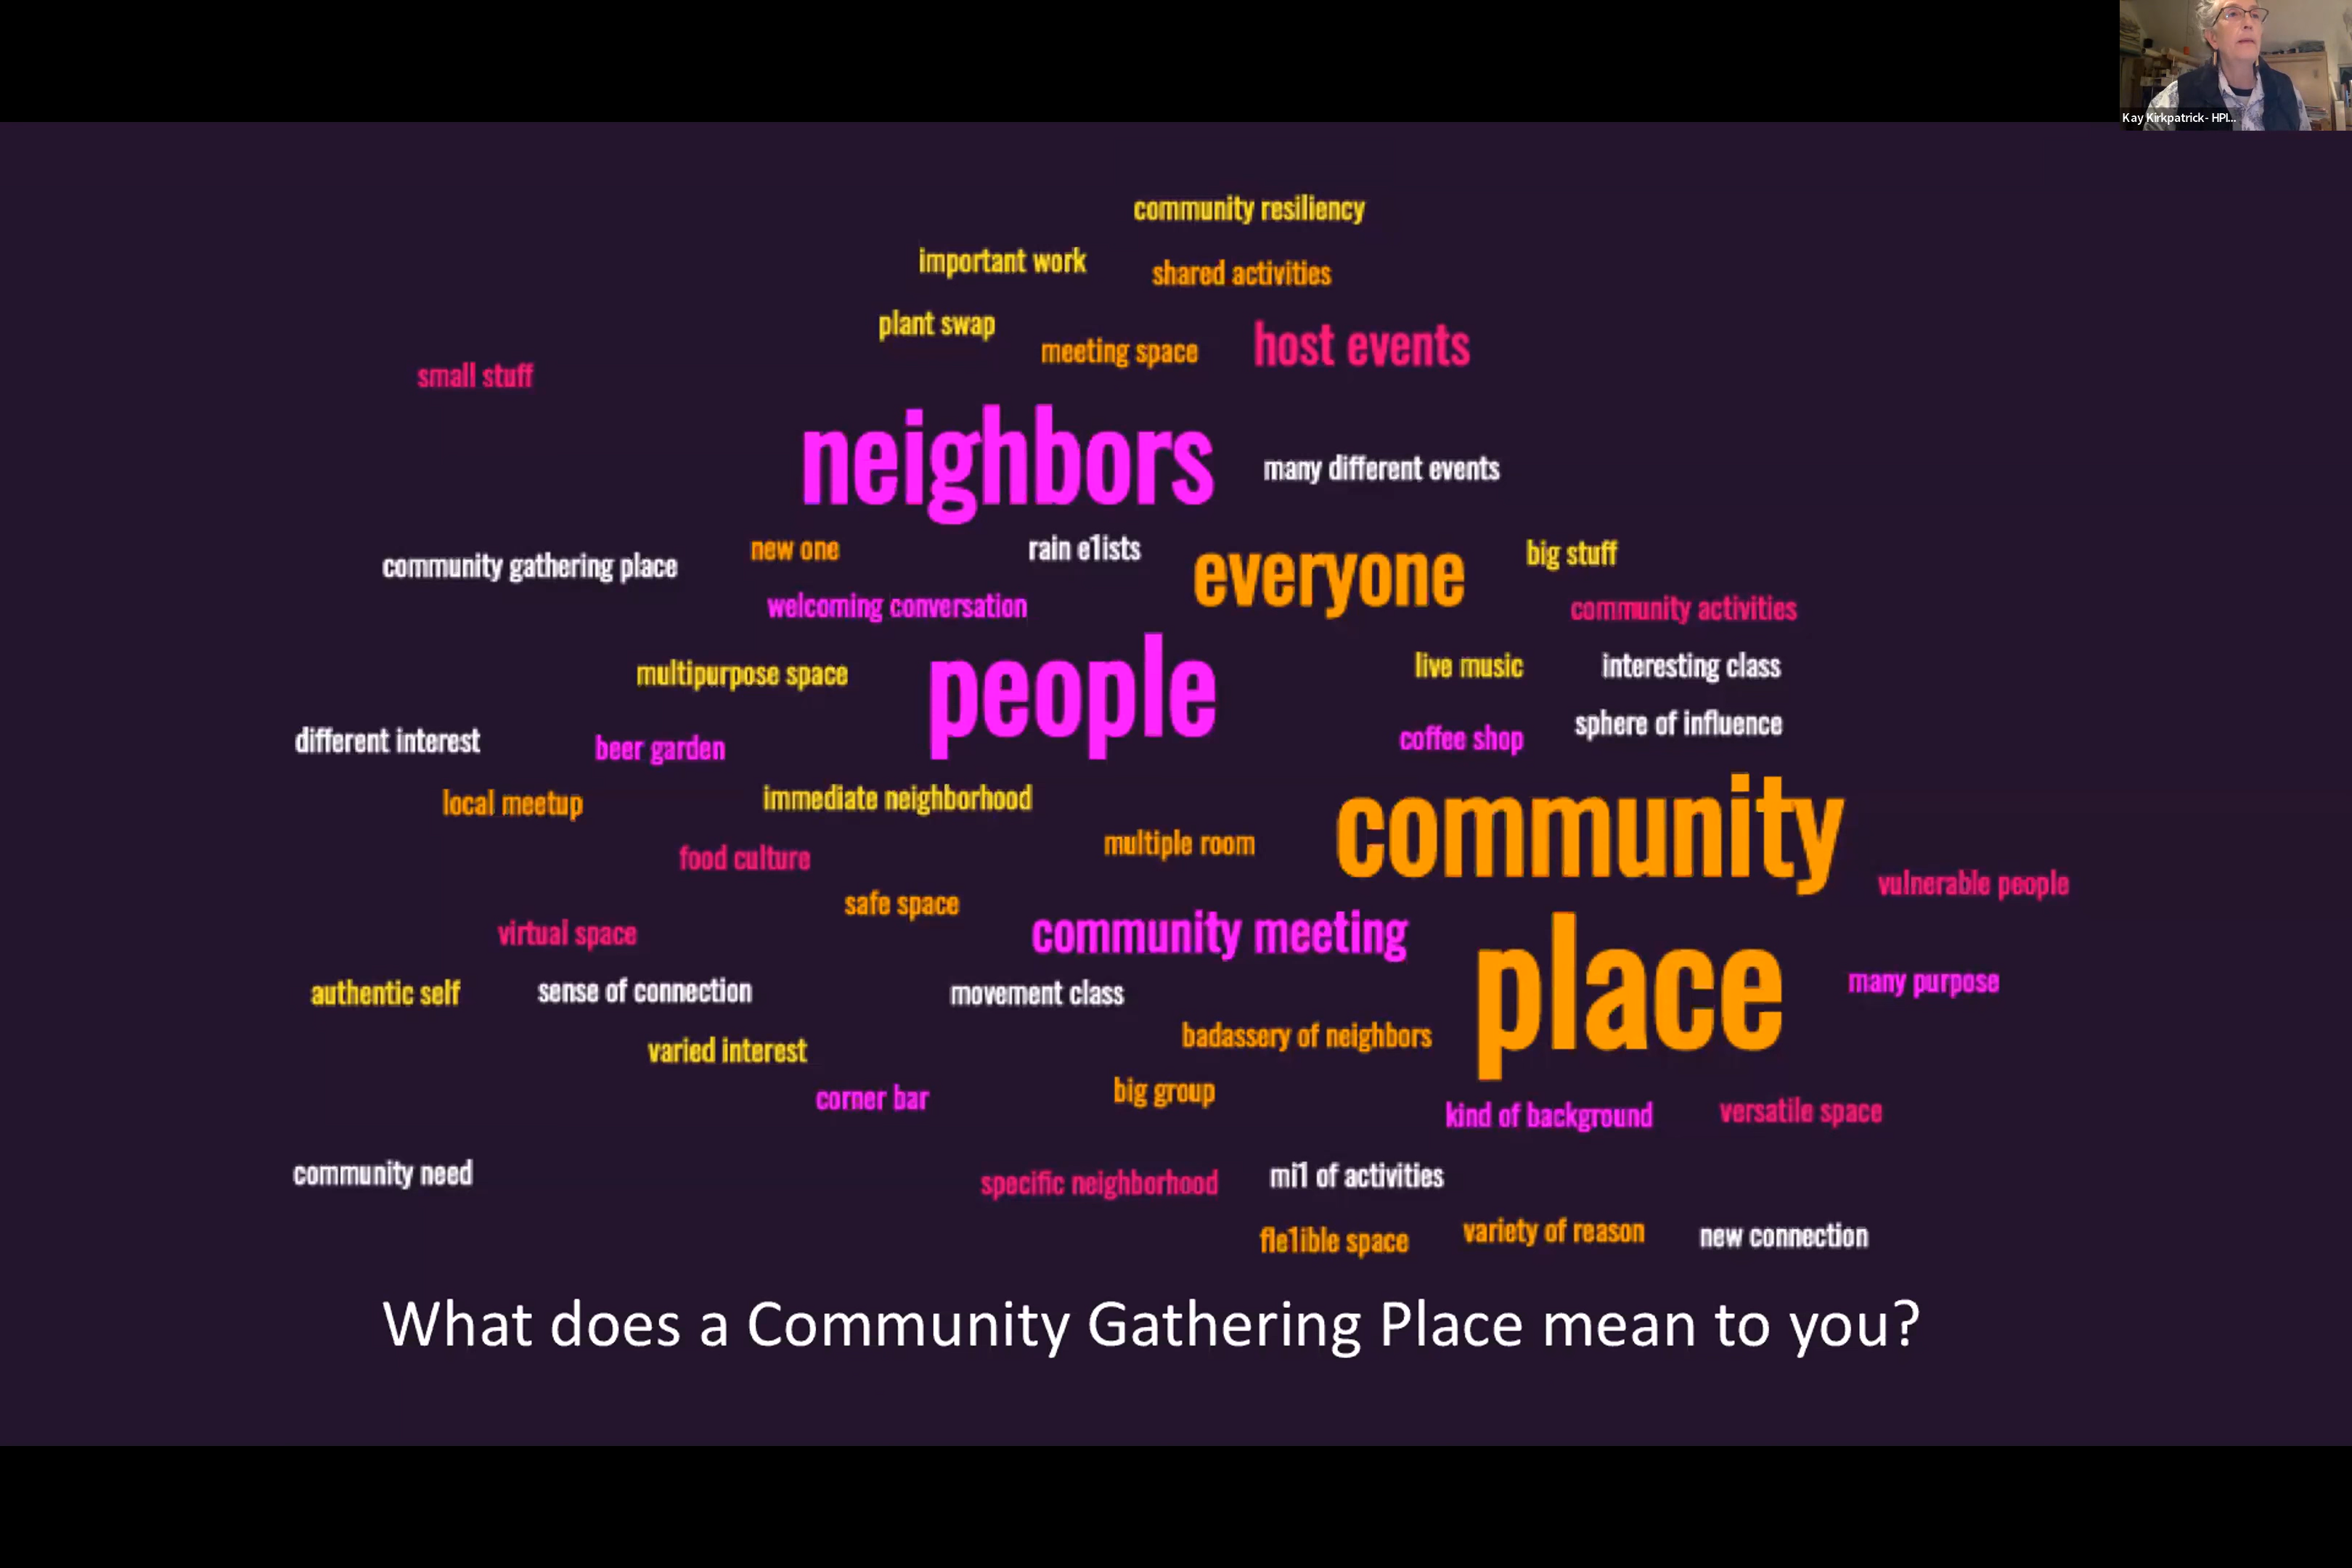 Kay Kirkpatrick- HPI...
community resiliency
important work
shared activities
plant swap
meeting space
host events
small stuff
neighbors
many different events
community gathering place
new one
rain e1ists
everyone
big stuff
welcoming conversation
community activities
multipurpose space
people
live music
interesting class
different interest
beer garden
coffee shop
sphere of influence
local meetup
immediate neighborhood
community
food culture
multiple room
vulnerable people
safe space
virtual space
community meeting
place
many purpose
authentic self
sense of connection
movement class
varied interest
badassery of neighbors
corner bar
big group
kind of background
versatile space
community need
specific neighborhood
mi1 of activities
fle1ible space
variety of reason
new connection
What does a Community Gathering Place mean to you?